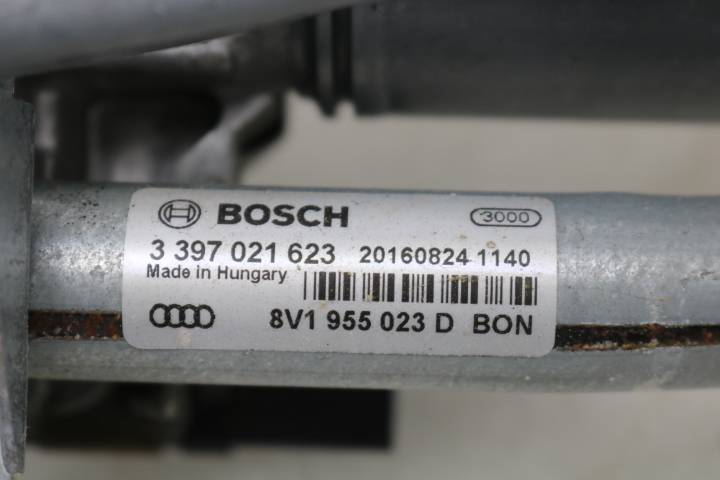 BOSCH 3000
3 397 021 623 20160824 1140
Made in Hungary
8V1 955 023 D BON